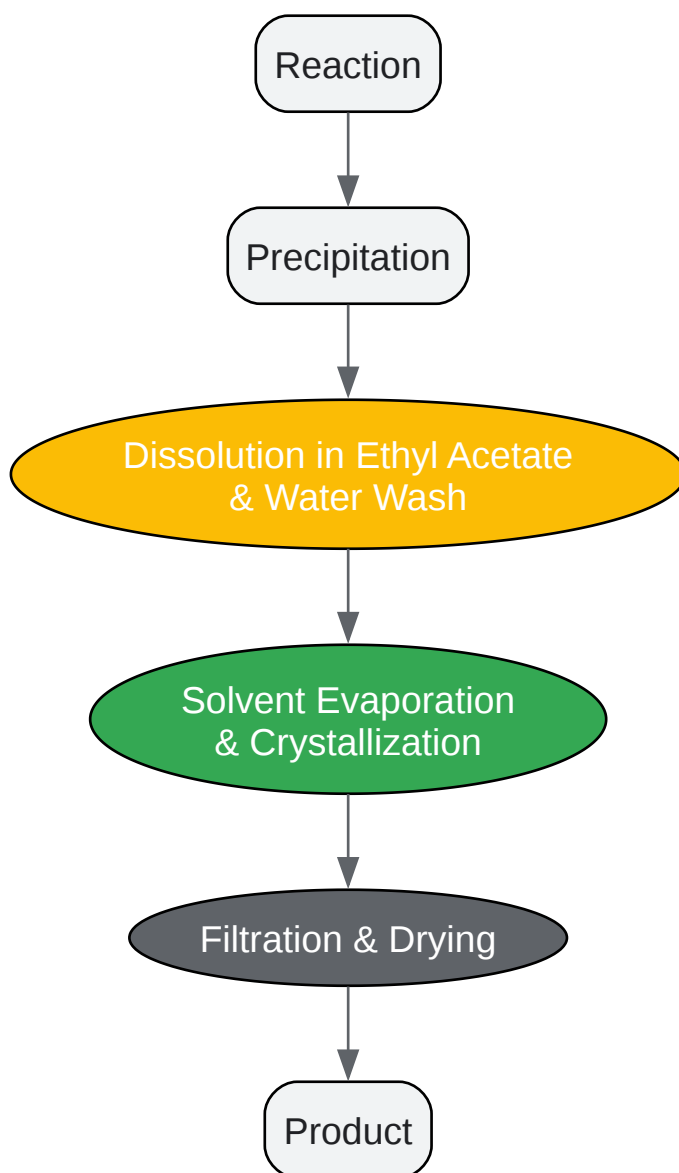 Reaction
Precipitation
Dissolution in Ethyl Acetate
& Water Wash
Solvent Evaporation
& Crystallization
Filtration & Drying
Product